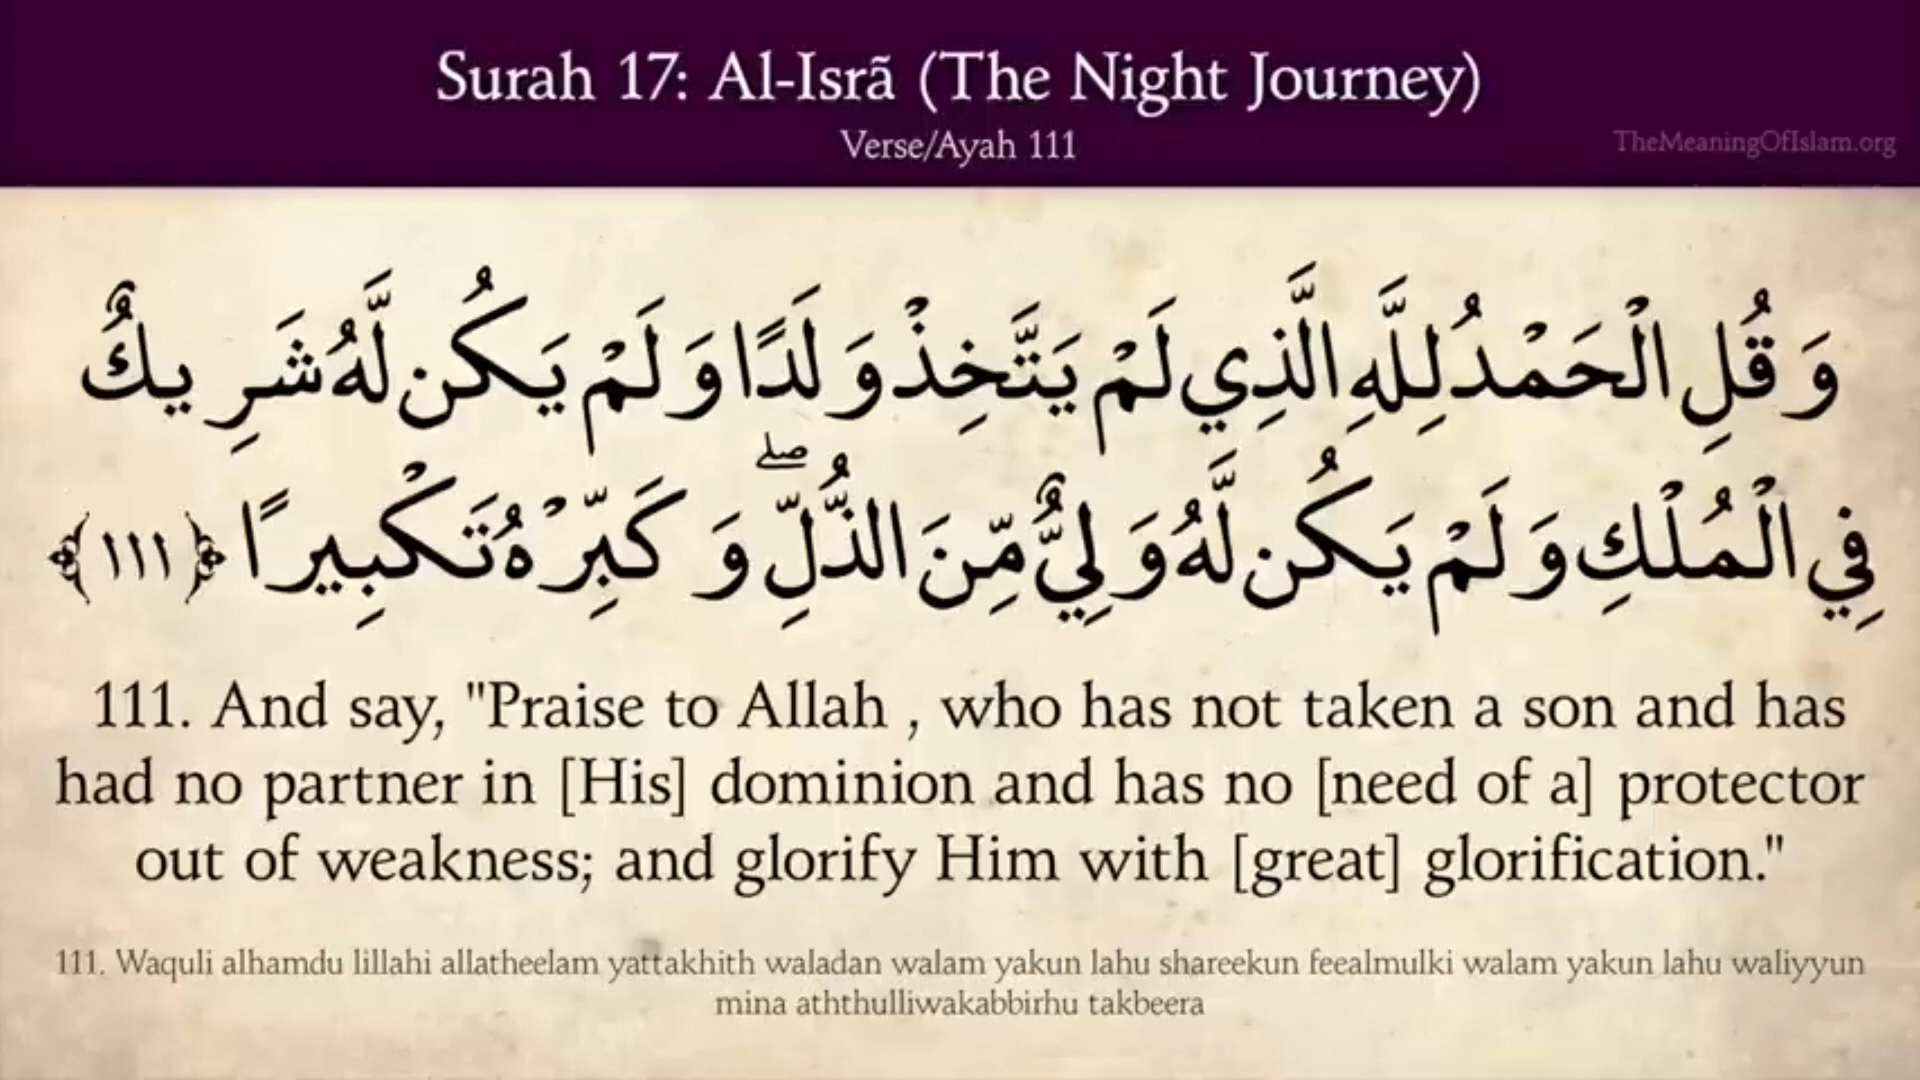 Surah 17: Al-Isrã (The Night Journey)
Verse/Ayah 111
TheMeaningOfIslam.org
وَقُلِ الْحَمْدُ لِلَّهِ الَّذِي لَمْ يَتَّخِذْ وَلَدًا وَلَمْ يَكُن لَّهُ شَرِيكٌ
فِي الْمُلْكِ وَلَمْ يَكُن لَّهُ وَلِيٌّ مِّنَ الذُّلِّ ۖ وَكَبِّرْهُ تَكْبِيرًا ﴿١١١﴾
111. And say, "Praise to Allah , who has not taken a son and has
had no partner in [His] dominion and has no [need of a] protector
out of weakness; and glorify Him with [great] glorification."
111. Waquli alhamdu lillahi allatheelam yattakhith waladan walam yakun lahu shareekun feealmulki walam yakun lahu waliyyun
mina aththulliwakabbirhu takbeera